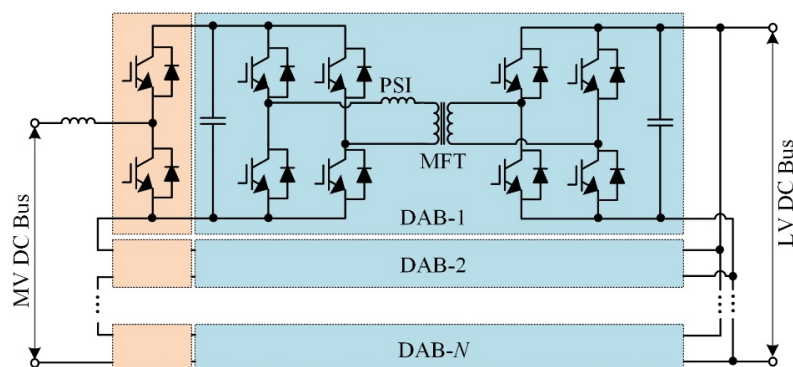 PSI
MFT
DAB-1
DAB-2
DAB-N
MV DC Bus
LV DC Bus